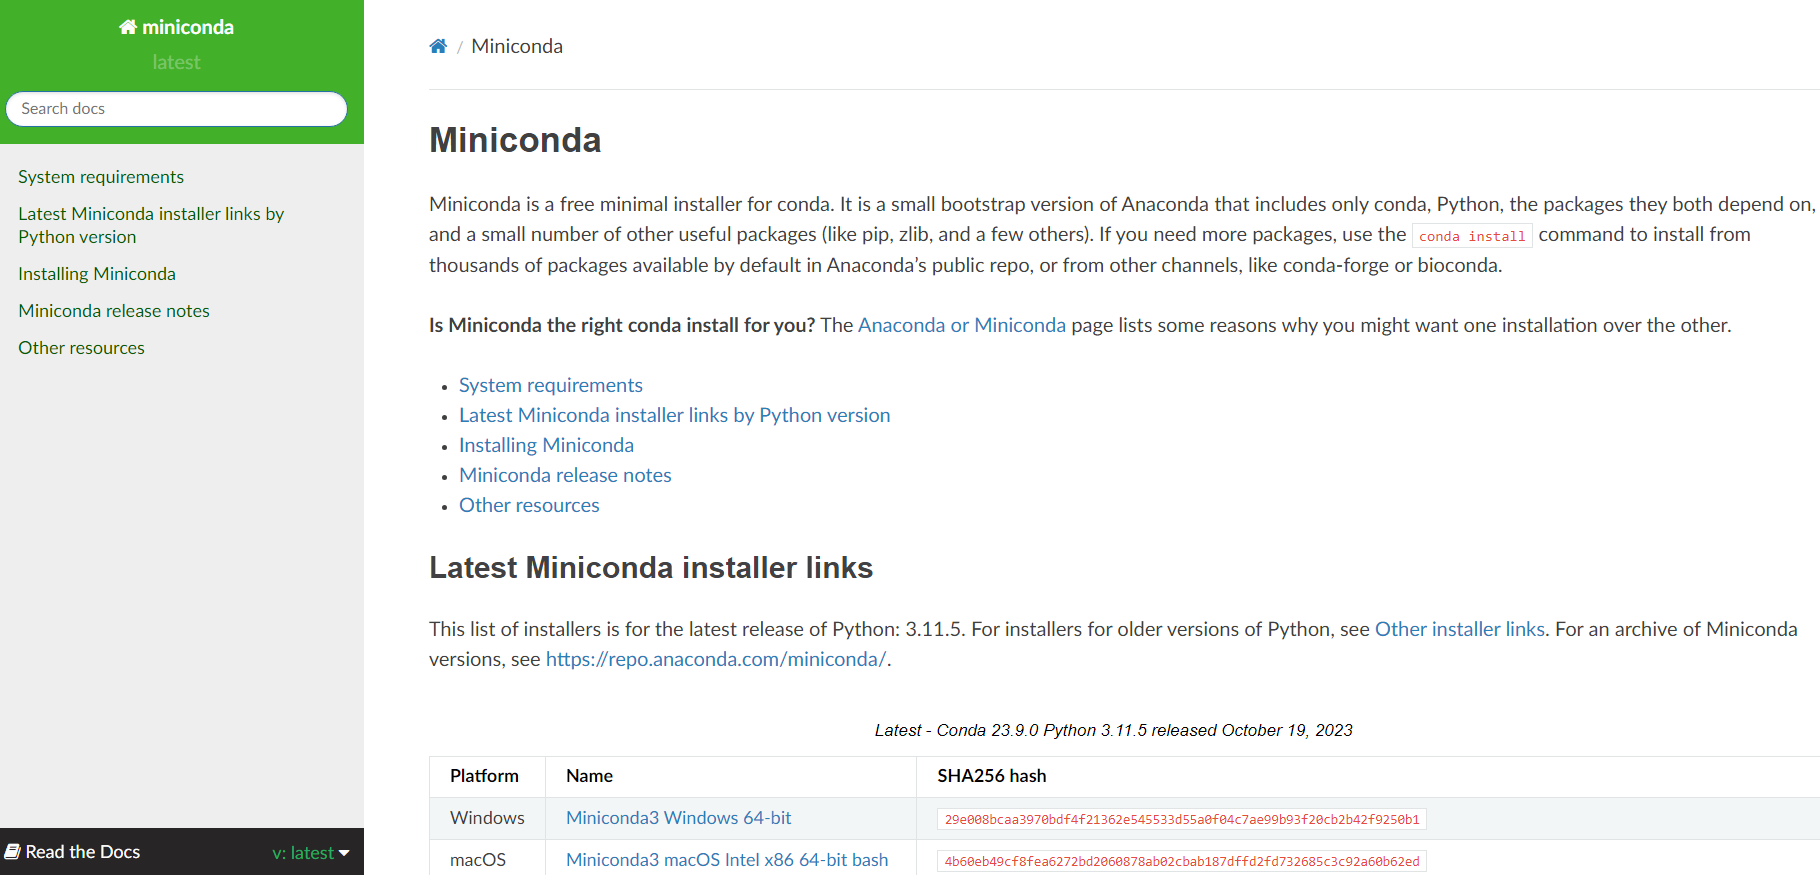 miniconda
latest
Search docs
System requirements
Latest Miniconda installer links by
Python version
Installing Miniconda
Miniconda release notes
Other resources
Read the Docs
v: latest
/ Miniconda
Miniconda
Miniconda is a free minimal installer for conda. It is a small bootstrap version of Anaconda that includes only conda, Python, the packages they both depend on,
and a small number of other useful packages (like pip, zlib, and a few others). If you need more packages, use the conda install command to install from
thousands of packages available by default in Anaconda’s public repo, or from other channels, like conda-forge or bioconda.
Is Miniconda the right conda install for you? The Anaconda or Miniconda page lists some reasons why you might want one installation over the other.
• System requirements
• Latest Miniconda installer links by Python version
• Installing Miniconda
• Miniconda release notes
• Other resources
Latest Miniconda installer links
This list of installers is for the latest release of Python: 3.11.5. For installers for older versions of Python, see Other installer links. For an archive of Miniconda
versions, see https://repo.anaconda.com/miniconda/.
Latest - Conda 23.9.0 Python 3.11.5 released October 19, 2023
Platform Name SHA256 hash
Windows Miniconda3 Windows 64-bit 29e008bcaa3970bdf4f21362e545533d55a0f04c7ae99b93f20cb2b42f9250b1
macOS Miniconda3 macOS Intel x86 64-bit bash 4b60eb49cf8fea6272bd2060878ab02cbab187dffd2fd732685c3c92a60b62ed